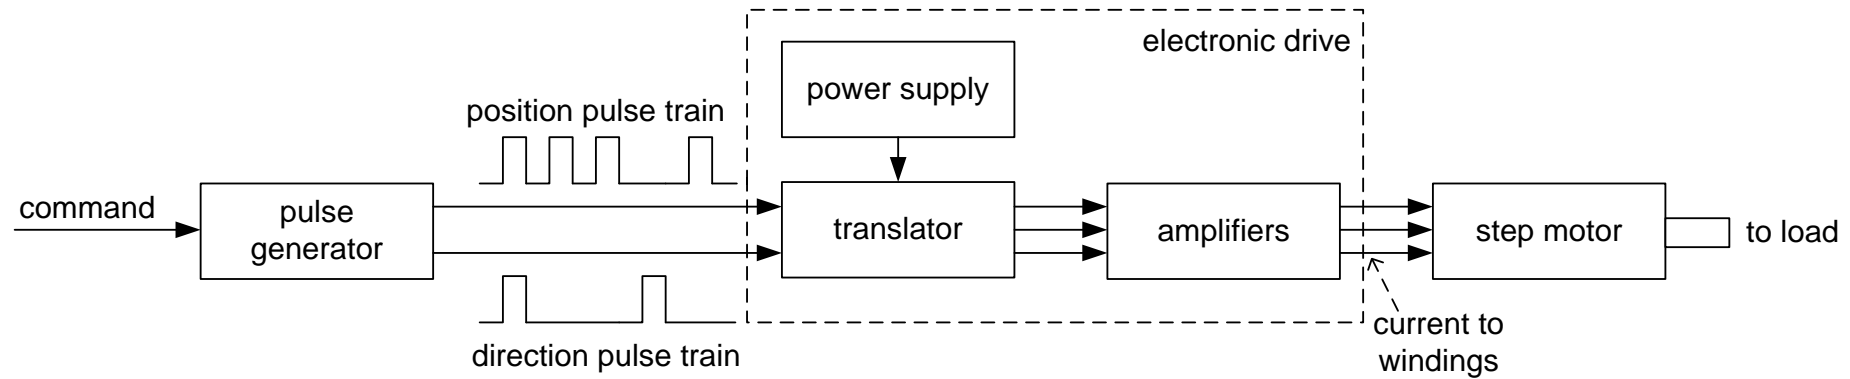 electronic drive
power supply
position pulse train
command
pulse
generator
translator
amplifiers
step motor
to load
direction pulse train
current to
windings